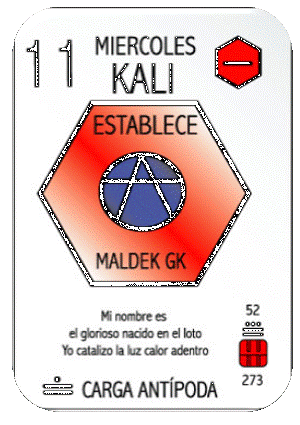 11
MIERCOLES
KALI
ESTABLECE
MALDEK GK
Mi nombre es
el glorioso nacido en el loto
Yo catalizo la luz calor adentro
52
273
CARGA ANTÍPODA